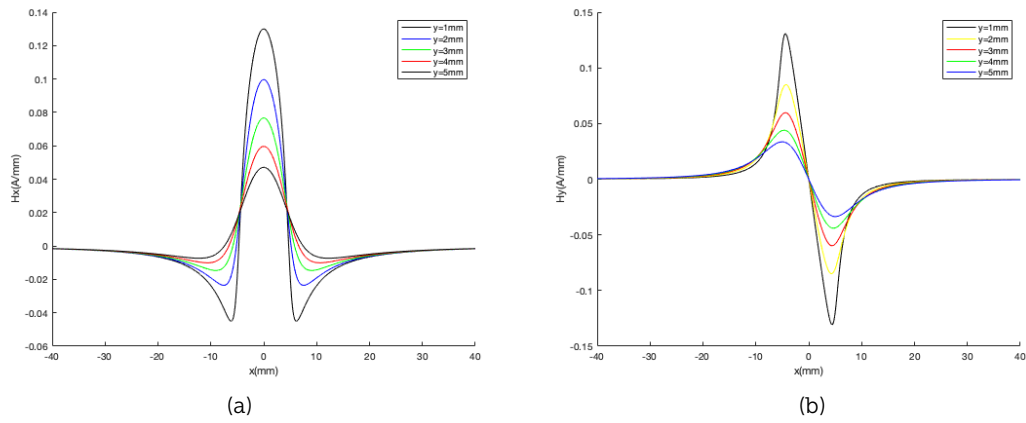 0.14
0.12
0.1
0.08
0.06
0.04
0.02
0
-0.02
-0.04
-0.06
Hx(A/mm)
-40
-30
-20
-10
0
10
20
30
40
x(mm)
y=1mm
y=2mm
y=3mm
y=4mm
y=5mm
(a)
0.15
0.1
0.05
0
-0.05
-0.1
-0.15
Hy(A/mm)
-40
-30
-20
-10
0
10
20
30
40
x(mm)
y=1mm
y=2mm
y=3mm
y=4mm
y=5mm
(b)